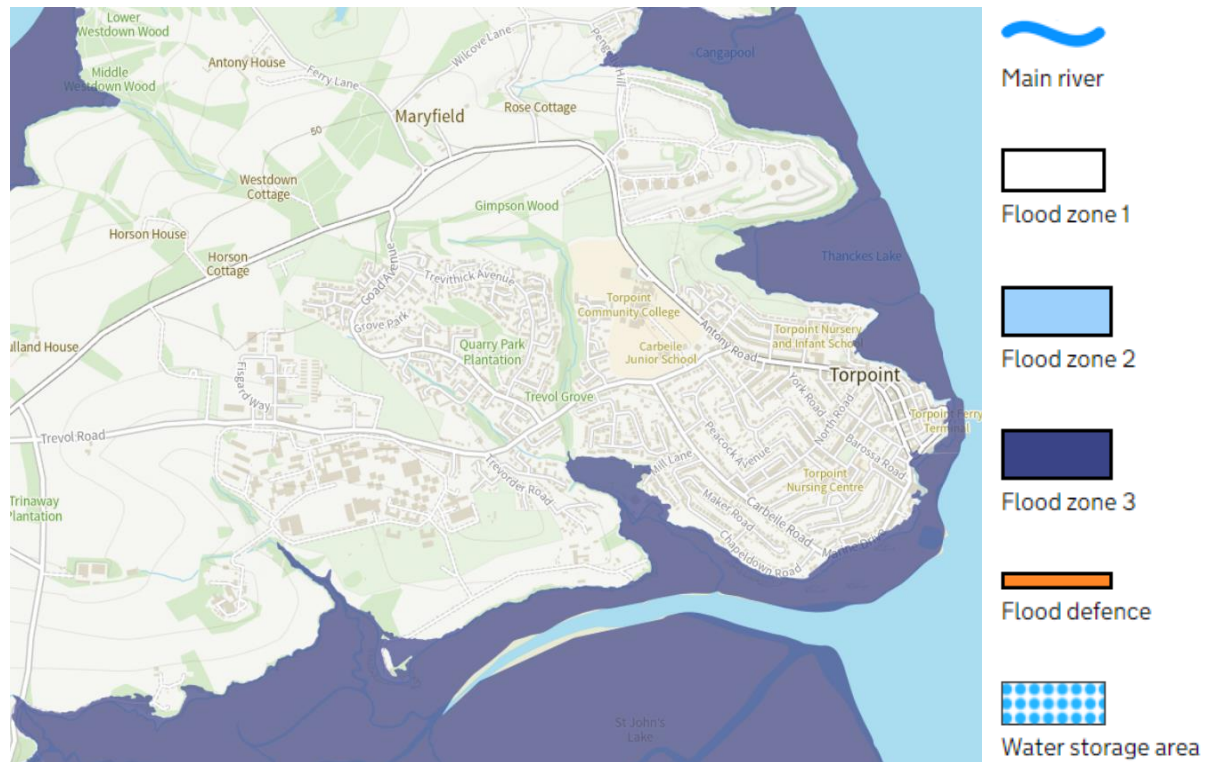 Lower
Westdown Wood
Middle
Westdown Wood
Antony House
Ferry Lane
Wilcove Lane
Cangapool
Maryfield
Rose Cottage
50
Westdown
Cottage
Gimpson Wood
Horson House
Horson
Cottage
Goad Avenue
Trevithick Avenue
Thanckes Lake
Torpoint
Community College
Grove Park
Quarry Park
Plantation
Carbeile
Junior School
Antony Road
Torpoint Nursery
and Infant School
ulland House
Torpoint
Fisgard Way
Trevol Grove
York Road
North Road
Torpoint Ferry
Terminal
Trevol Road
Peacock Avenue
Barossa Road
Mill Lane
Trevorder Road
Torpoint
Nursing Centre
Trinaway
Plantation
Maker Road
Carbeile Road
Chapeldown Road
Marine Drive
St John's
Lake
Main river
Flood zone 1
Flood zone 2
Flood zone 3
Flood defence
Water storage area